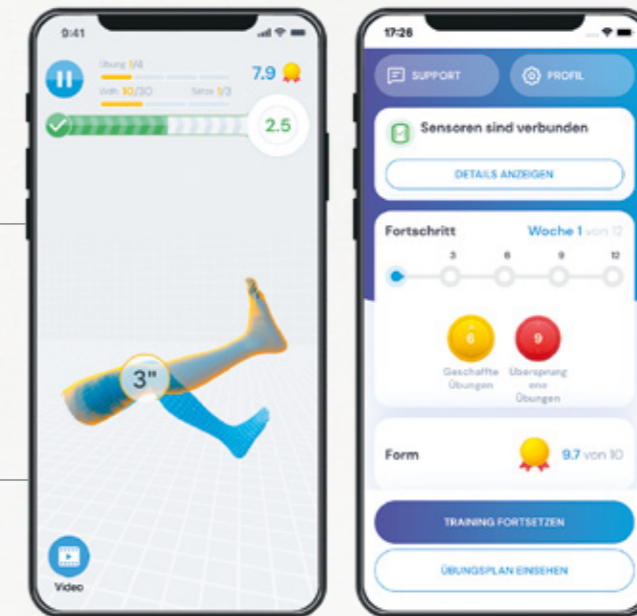 9:41
Übung 1/4
7.9
Wdh. 10/30 Sätze 1/3
2.5
3"
Video
17:26
SUPPORT
PROFIL
Sensoren sind verbunden
DETAILS ANZEIGEN
Fortschritt
Woche 1 von 12
3 6 9 12
6
9
Geschaffte
Übungen
Übersprung
ene
Übungen
Form
9.7 von 10
TRAINING FORTSETZEN
ÜBUNGSPLAN EINSEHEN